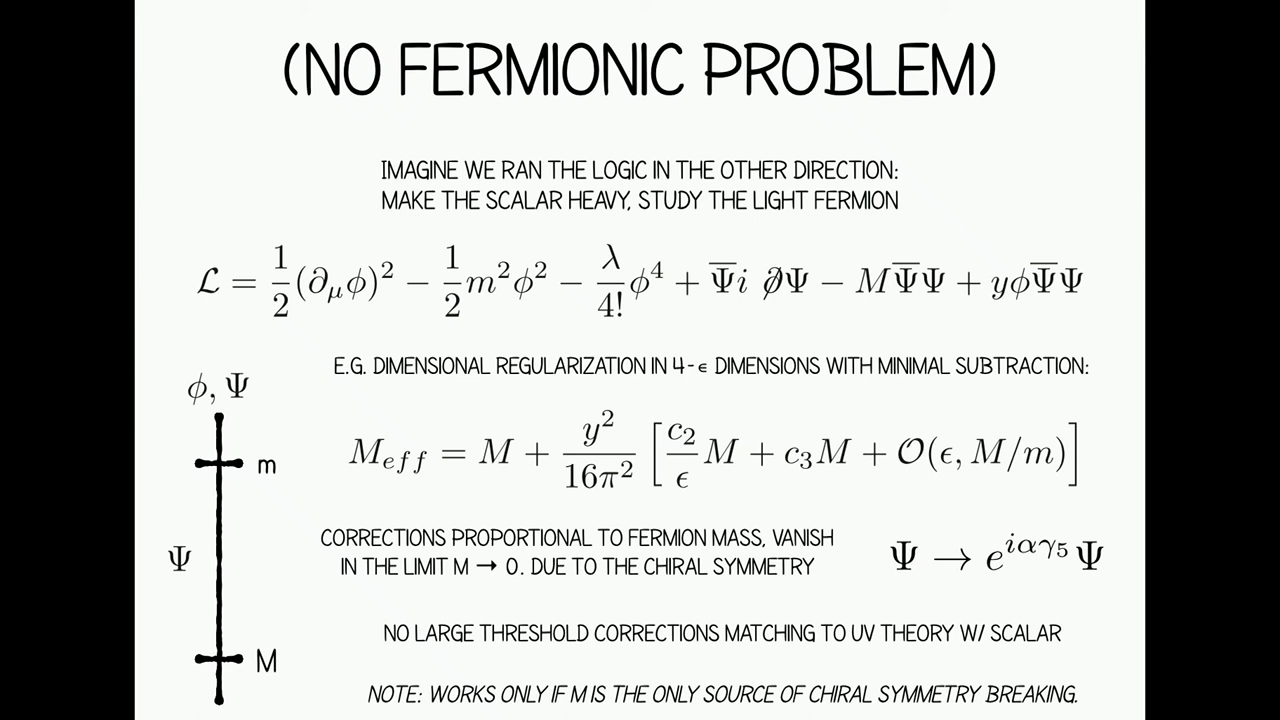 (NO FERMIONIC PROBLEM)
IMAGINE WE RAN THE LOGIC IN THE OTHER DIRECTION:
MAKE THE SCALAR HEAVY, STUDY THE LIGHT FERMION
ℒ = 1/2 (∂_μ ϕ)² − 1/2 m²ϕ² − λ/4! ϕ⁴ + Ψ̅ i ∂̸ Ψ − M Ψ̅Ψ + yϕΨ̅Ψ
E.G. DIMENSIONAL REGULARIZATION IN 4-ϵ DIMENSIONS WITH MINIMAL SUBTRACTION:
ϕ, Ψ
M_eff = M + y²/16π² [c₂/ϵ M + c₃M + 𝒪(ϵ, M/m)]
m
CORRECTIONS PROPORTIONAL TO FERMION MASS, VANISH
IN THE LIMIT M → 0. DUE TO THE CHIRAL SYMMETRY
Ψ → e^{iαγ₅} Ψ
Ψ
NO LARGE THRESHOLD CORRECTIONS MATCHING TO UV THEORY W/ SCALAR
M
NOTE: WORKS ONLY IF M IS THE ONLY SOURCE OF CHIRAL SYMMETRY BREAKING.